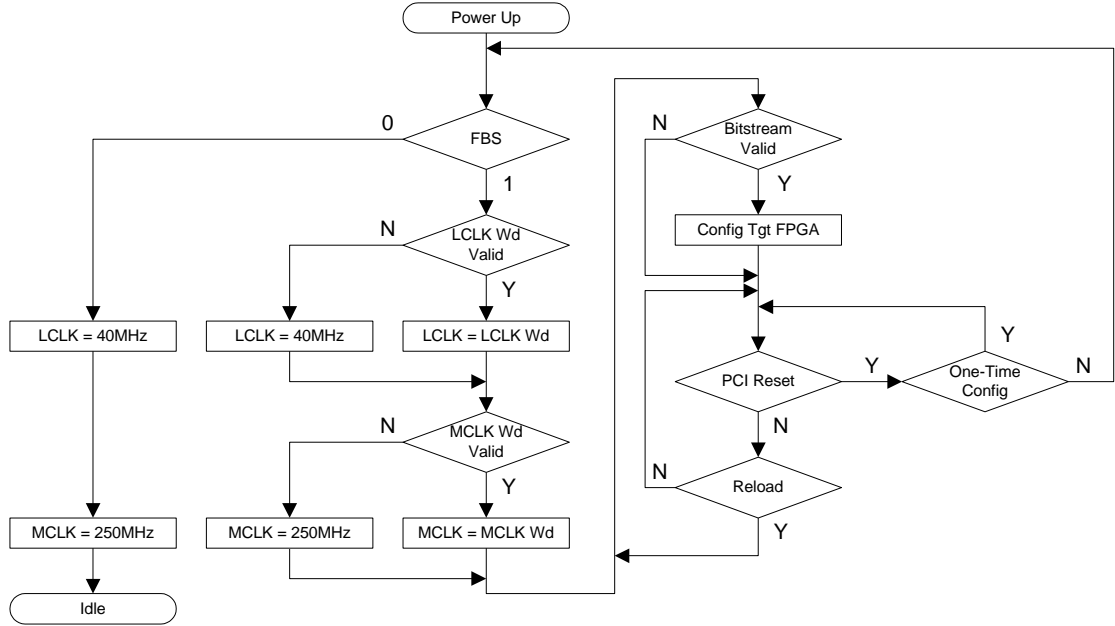 Power Up
FBS
0
1
LCLK Wd
Valid
N
Y
LCLK = 40MHz
LCLK = 40MHz
LCLK = LCLK Wd
MCLK Wd
Valid
N
Y
MCLK = 250MHz
MCLK = 250MHz
MCLK = MCLK Wd
Idle
Bitstream
Valid
N
Y
Config Tgt FPGA
PCI Reset
Y
N
One-Time
Config
Y
N
Reload
N
Y